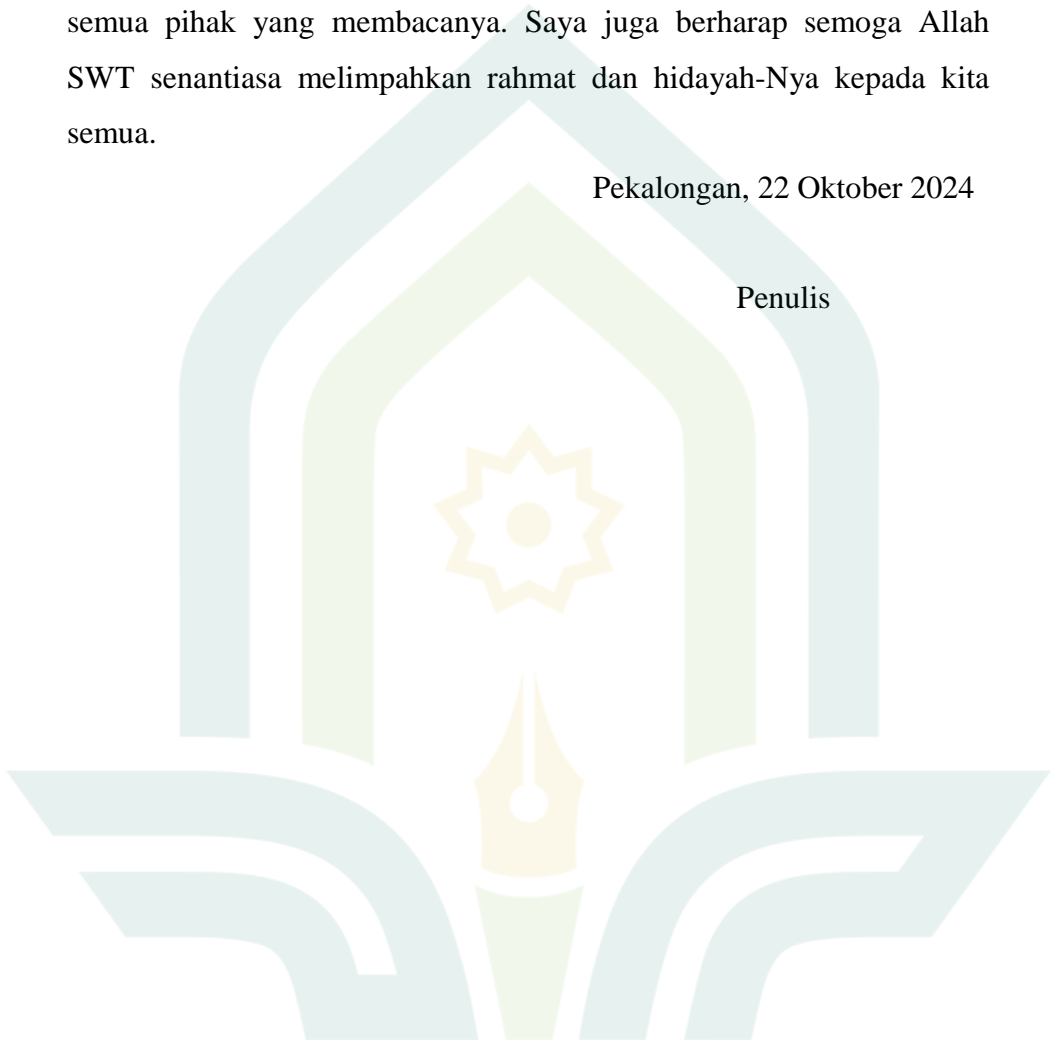 semua pihak yang membacanya. Saya juga berharap semoga Allah
SWT senantiasa melimpahkan rahmat dan hidayah-Nya kepada kita
semua.
Pekalongan, 22 Oktober 2024
Penulis